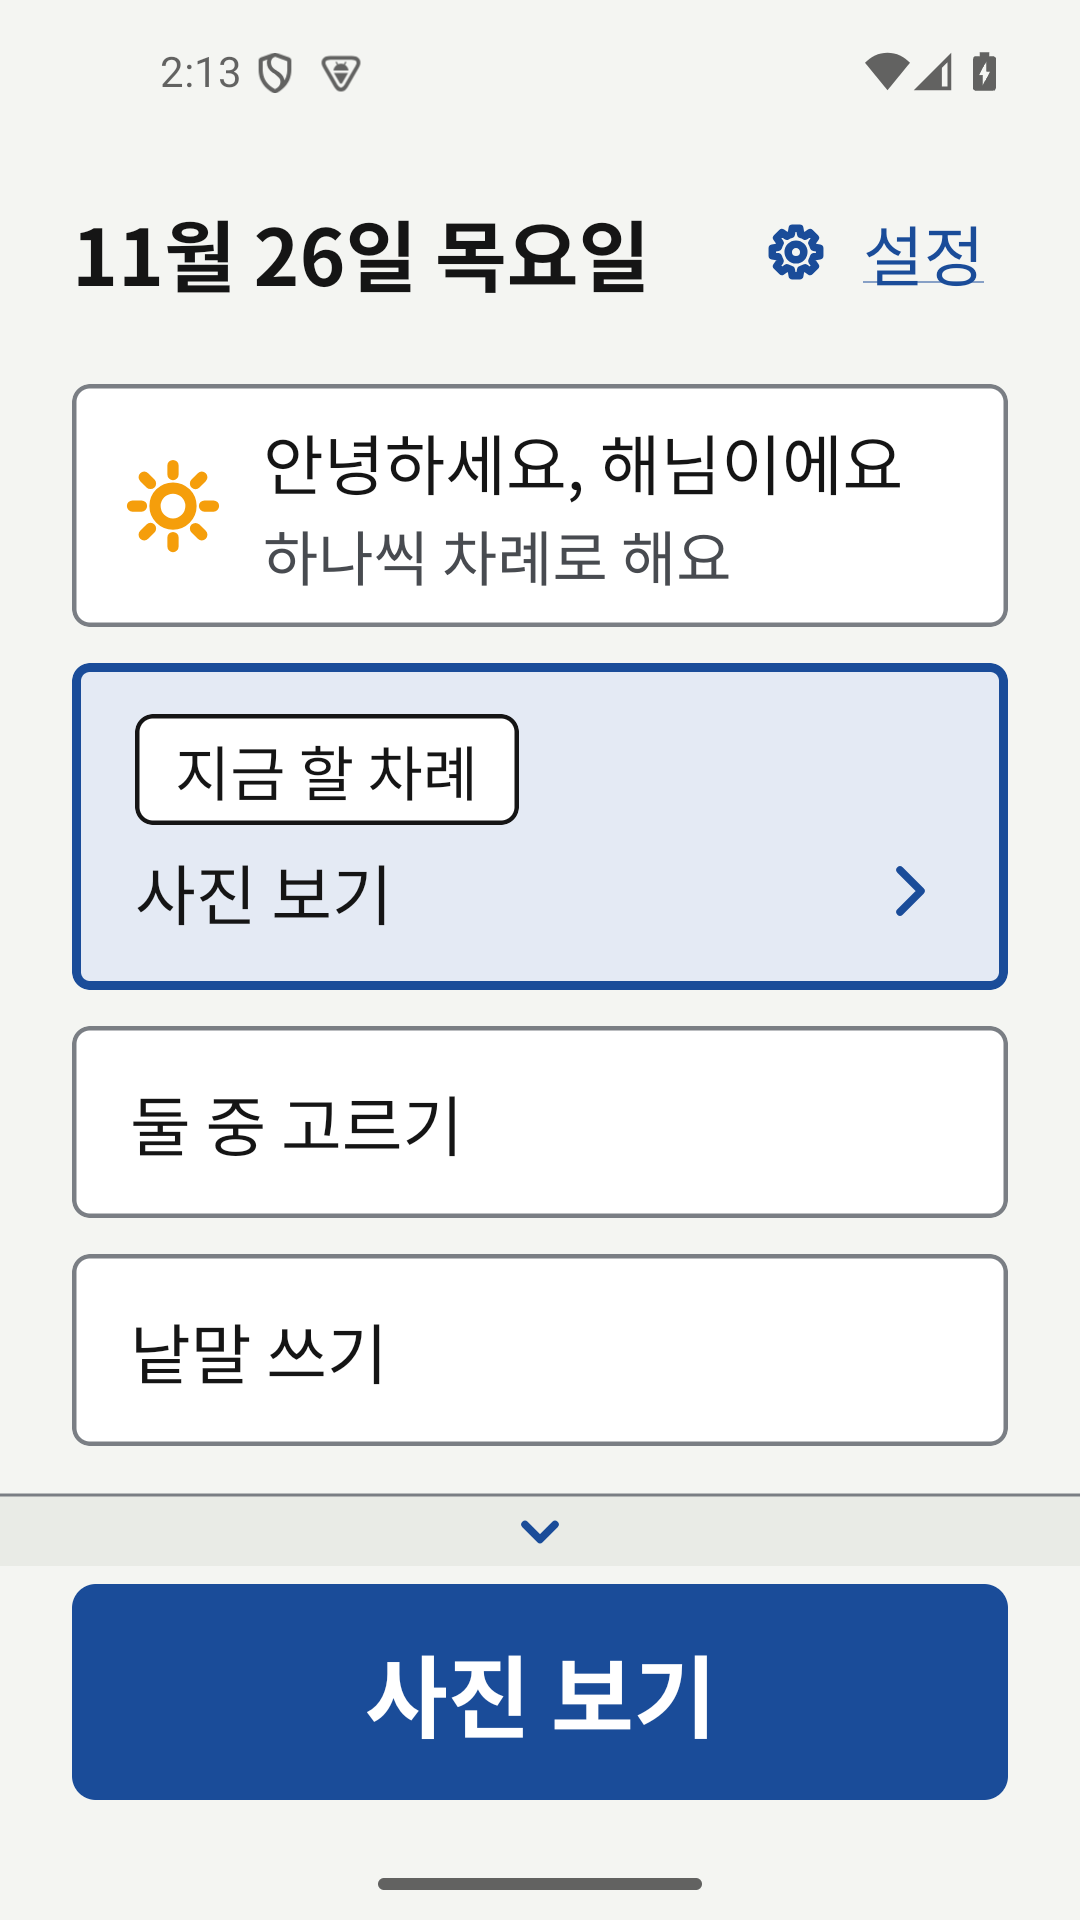 2:13
11월 26일 목요일
설정
안녕하세요, 해님이에요
하나씩 차례로 해요
지금 할 차례
사진 보기
둘 중 고르기
낱말 쓰기
사진 보기